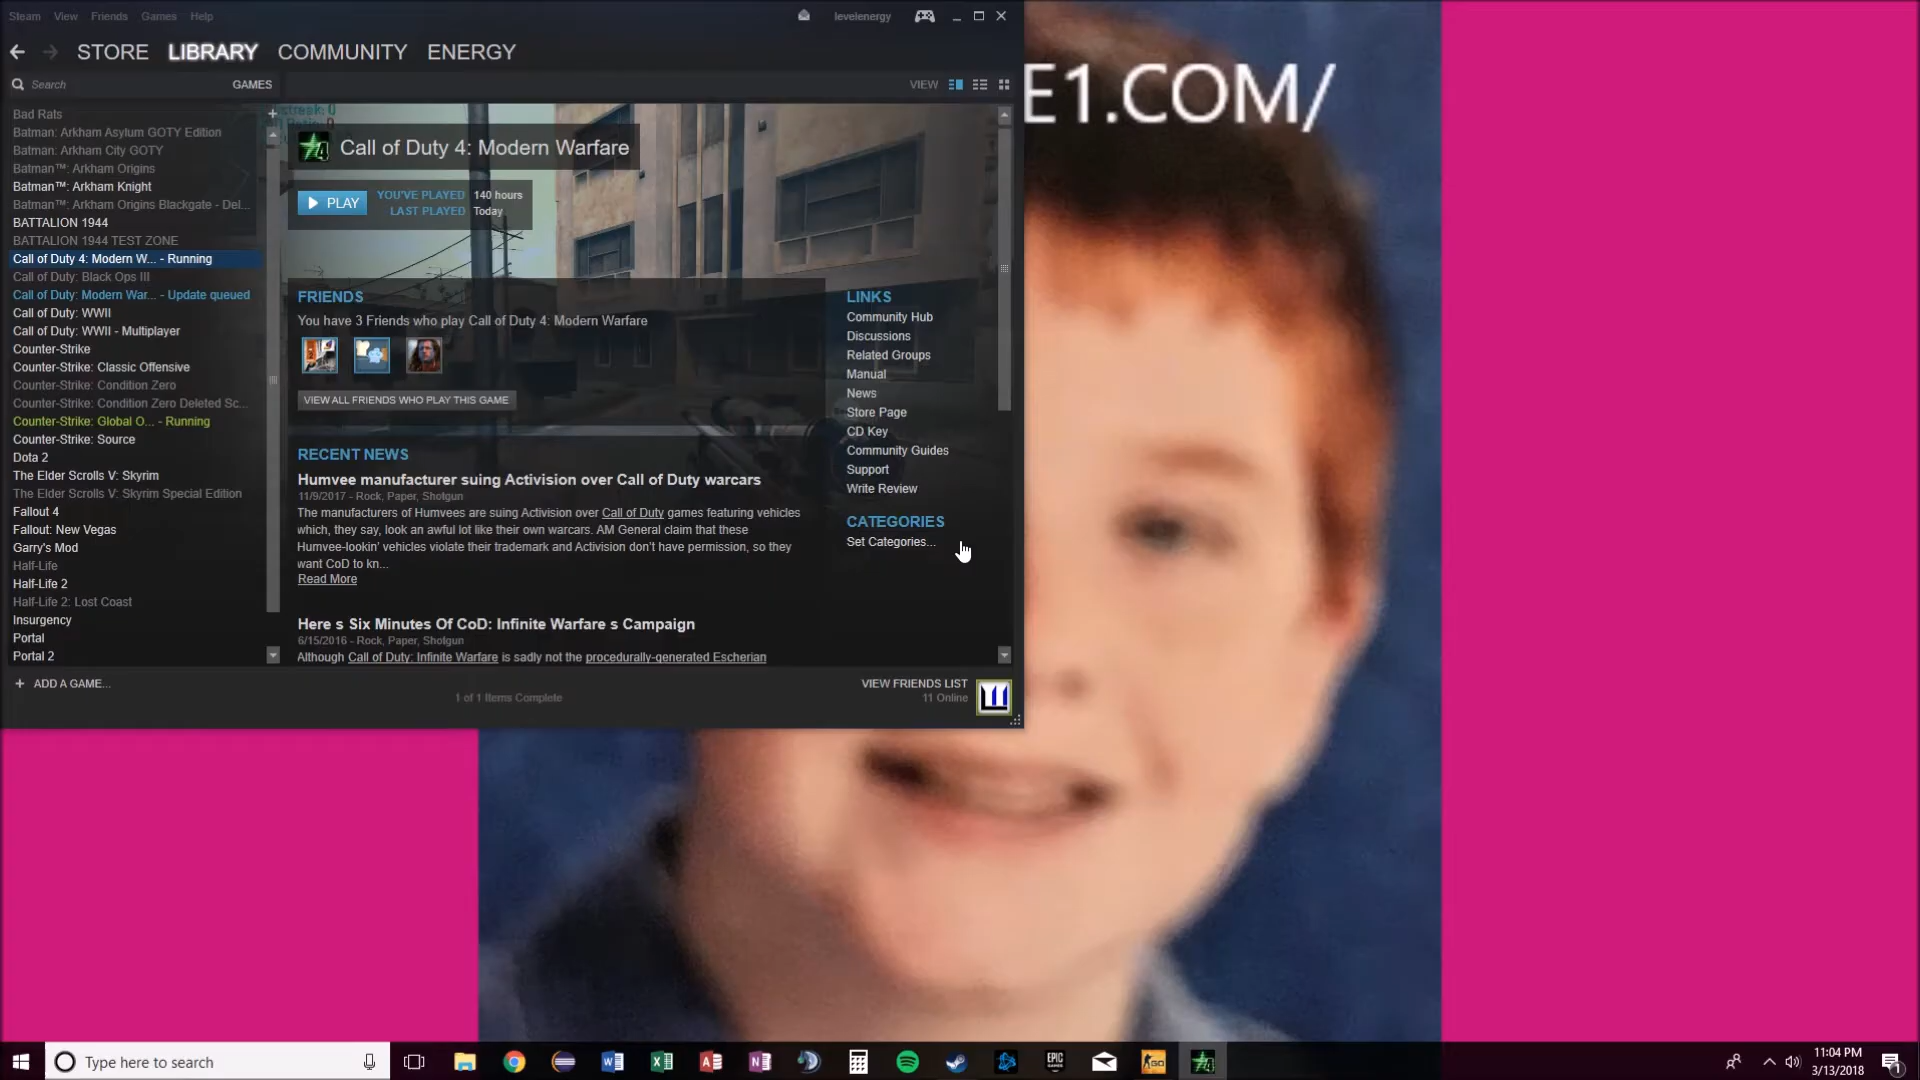 Steam View Friends Games Help
levelenergy
STORE LIBRARY COMMUNITY ENERGY
Search GAMES
VIEW
E1.COM/
Bad Rats
Batman: Arkham Asylum GOTY Edition
Batman: Arkham City GOTY
Batman™: Arkham Origins
Batman™: Arkham Knight
Batman™: Arkham Origins Blackgate - Del...
BATTALION 1944
BATTALION 1944 TEST ZONE
Call of Duty 4: Modern W... - Running
Call of Duty: Black Ops III
Call of Duty: Modern War... - Update queued
Call of Duty: WWII
Call of Duty: WWII - Multiplayer
Counter-Strike
Counter-Strike: Classic Offensive
Counter-Strike: Condition Zero
Counter-Strike: Condition Zero Deleted Sc...
Counter-Strike: Global O... - Running
Counter-Strike: Source
Dota 2
The Elder Scrolls V: Skyrim
The Elder Scrolls V: Skyrim Special Edition
Fallout 4
Fallout: New Vegas
Garry's Mod
Half-Life
Half-Life 2
Half-Life 2: Lost Coast
Insurgency
Portal
Portal 2
+ ADD A GAME...
streak: 0
Call of Duty 4: Modern Warfare
PLAY
YOU'VE PLAYED 140 hours
LAST PLAYED Today
FRIENDS
You have 3 Friends who play Call of Duty 4: Modern Warfare
VIEW ALL FRIENDS WHO PLAY THIS GAME
RECENT NEWS
Humvee manufacturer suing Activision over Call of Duty warcars
11/9/2017 - Rock, Paper, Shotgun
The manufacturers of Humvees are suing Activision over Call of Duty games featuring vehicles
which, they say, look an awful lot like their own warcars. AM General claim that these
Humvee-lookin' vehicles violate their trademark and Activision don't have permission, so they
want CoD to kn...
Read More
Here s Six Minutes Of CoD: Infinite Warfare s Campaign
6/15/2016 - Rock, Paper, Shotgun
Although Call of Duty: Infinite Warfare is sadly not the procedurally-generated Escherian
LINKS
Community Hub
Discussions
Related Groups
Manual
News
Store Page
CD Key
Community Guides
Support
Write Review
CATEGORIES
Set Categories...
1 of 1 Items Complete
VIEW FRIENDS LIST
11 Online
Type here to search
EPIC GAMES
GO
11:04 PM
3/13/2018
1